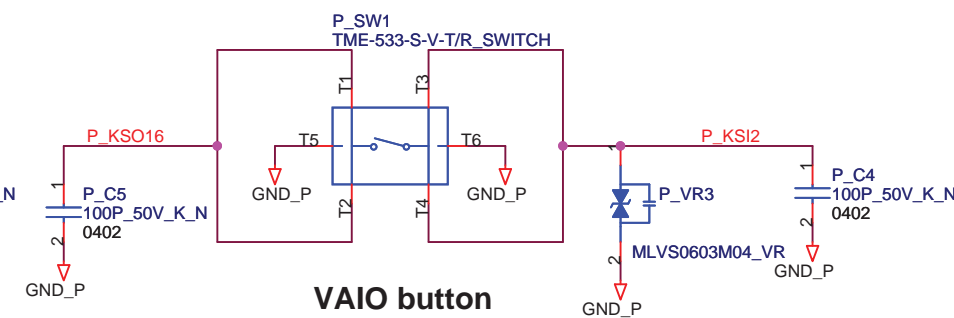 P_SW1
TME-533-S-V-T/R_SWITCH
T1
T3
P_KSO16
T5
T6
P_KSI2
1
_N
1
P_C5
100P_50V_K_N
0402
GND_P
GND_P
P_VR3
1
P_C4
100P_50V_K_N
0402
T2
T4
2
2
MLVS0603M04_VR
2
GND_P
GND_P
GND_P
VAIO button